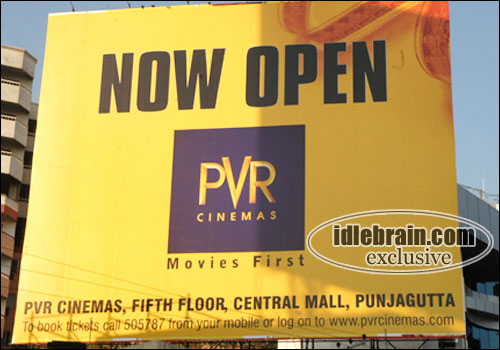 NOW OPEN
PVR
CINEMAS
Movies First
idlebrain.com
exclusive
PVR CINEMAS, FIFTH FLOOR, CENTRAL MALL, PUNJAGUTTA
To book tickets call 505787 from your mobile or log on to www.pvrcinemas.com